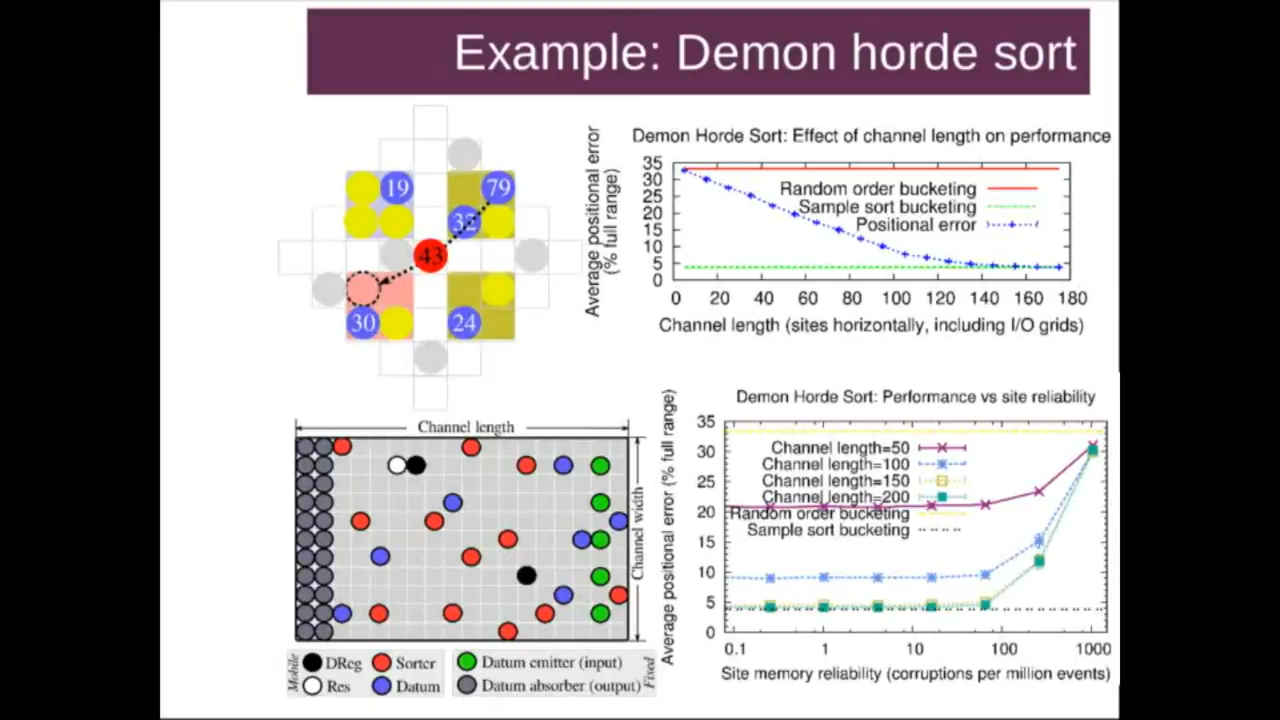 Example: Demon horde sort
19
79
32
43
30
24
Demon Horde Sort: Effect of channel length on performance
Average positional error
(% full range)
35
30
25
20
15
10
5
0
Random order bucketing
Sample sort bucketing
Positional error
0 20 40 60 80 100 120 140 160 180
Channel length (sites horizontally, including I/O grids)
Channel length
Channel width
Mobile
DReg
Sorter
Res
Datum
Datum emitter (input)
Datum absorber (output)
Fixed
Demon Horde Sort: Performance vs site reliability
Average positional error (% full range)
35
30
25
20
15
10
5
0
Channel length=50
Channel length=100
Channel length=150
Channel length=200
Random order bucketing
Sample sort bucketing
0.1 1 10 100 1000
Site memory reliability (corruptions per million events)